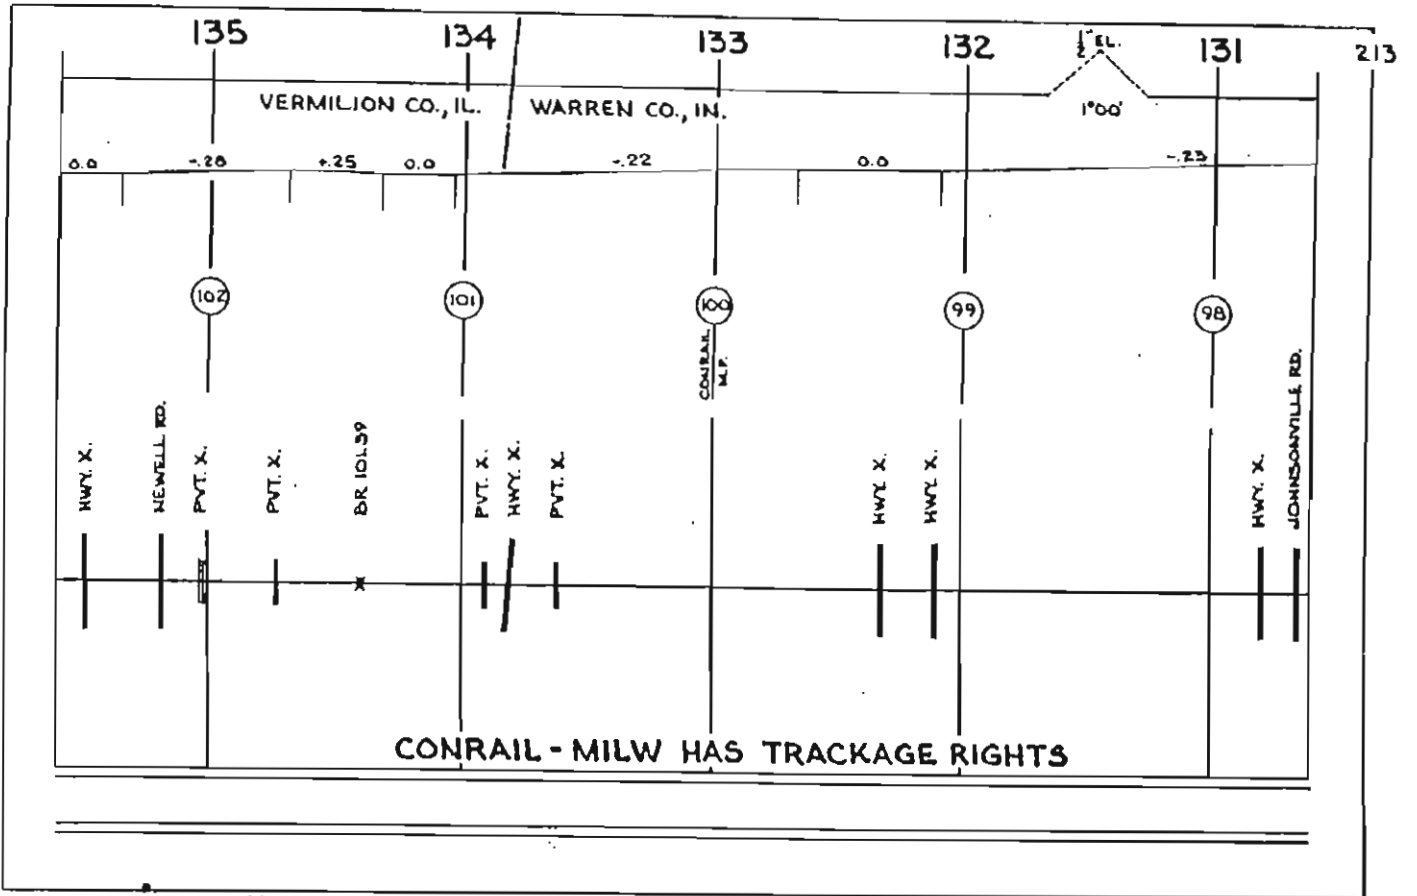 135
134
133
132
½" EL.
131
213
VERMILION CO., IL.
WARREN CO., IN.
1°00'
0.0
-.28
+.25
0.0
-.22
0.0
-.23
102
101
100
99
98
CONRAIL
M.P.
HWY. X.
NEWELL RD.
PVT. X.
PVT. X.
BR 101.59
PVT. X.
HWY. X.
PVT. X.
HWY. X.
HWY. X.
HWY. X.
JOHNSONVILLE RD.
CONRAIL - MILW HAS TRACKAGE RIGHTS